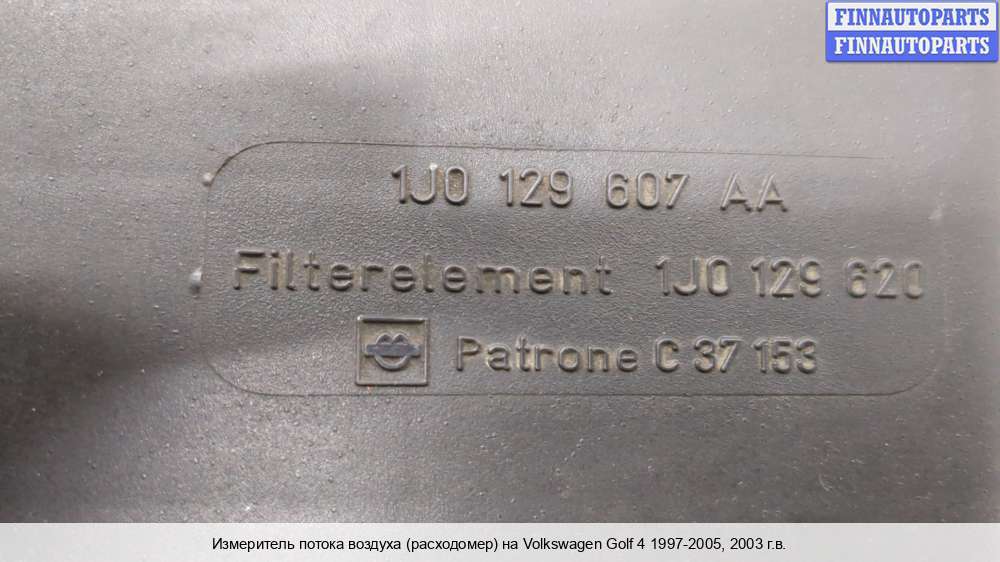 FINNAUTOPARTS
FINNAUTOPARTS
1J0 129 607 AA
Filterelement 1J0 129 620
Patrone C 37 153
Измеритель потока воздуха (расходомер) на Volkswagen Golf 4 1997-2005, 2003 г.в.